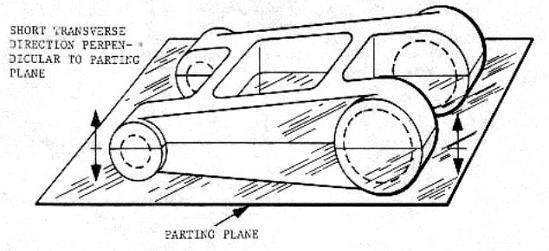 SHORT TRANSVERSE
DIRECTION PERPEN-
DICULAR TO PARTING
PLANE
PARTING PLANE